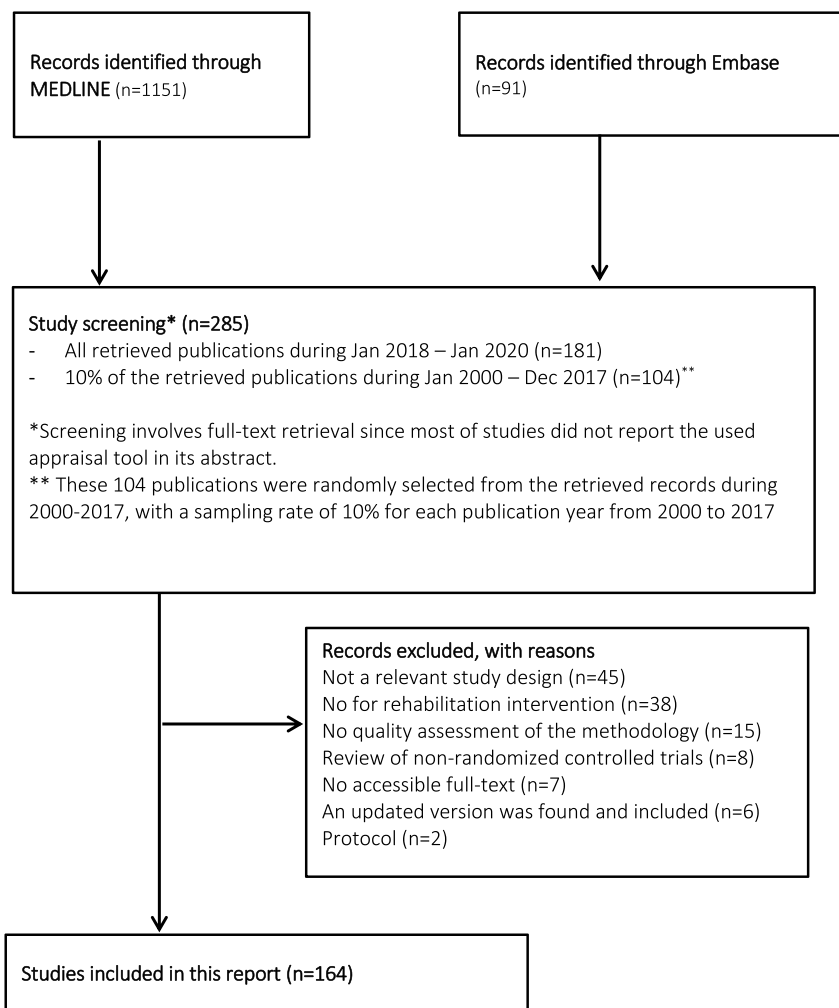 Records identified through
MEDLINE (n=1151)
Records identified through Embase
(n=91)
Study screening* (n=285)
- All retrieved publications during Jan 2018 – Jan 2020 (n=181)
- 10% of the retrieved publications during Jan 2000 – Dec 2017 (n=104)**
*Screening involves full-text retrieval since most of studies did not report the used
appraisal tool in its abstract.
** These 104 publications were randomly selected from the retrieved records during
2000-2017, with a sampling rate of 10% for each publication year from 2000 to 2017
Records excluded, with reasons
Not a relevant study design (n=45)
No for rehabilitation intervention (n=38)
No quality assessment of the methodology (n=15)
Review of non-randomized controlled trials (n=8)
No accessible full-text (n=7)
An updated version was found and included (n=6)
Protocol (n=2)
Studies included in this report (n=164)